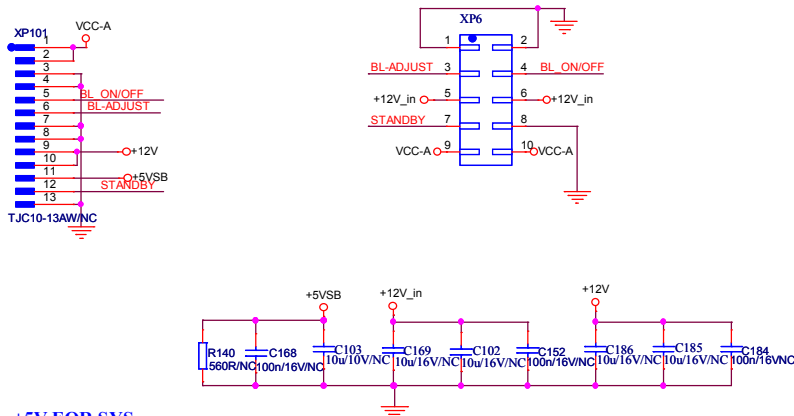 XP101
VCC-A
1
2
3
4
5 BL_ON/OFF
6 BL-ADJUST
7
8
9 +12V
10
11 +5VSB
12 STANDBY
13
TJC10-13AW/NC
XP6
1 2
BL-ADJUST 3 4 BL_ON/OFF
+12V_in 5 6 +12V_in
STANDBY 7 8
VCC-A 9 10 VCC-A
+5VSB +12V_in +12V
R140 C168 C103 C169 C102 C152 C186 C185 C184
560R/NC 100n/16V/NC 10u/10V/NC 10u/16V/NC 10u/16V/NC 100n/16V/NC 10u/16V/NC 10u/16V/NC 100n/16V/NC
+5V FOR SYS